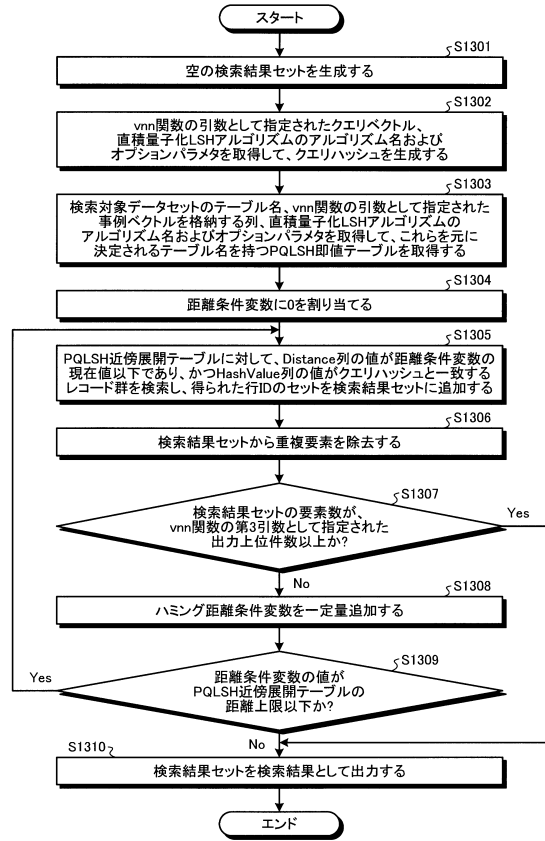 スタート
S1301
空の検索結果セットを生成する
S1302
vnn関数の引数として指定されたクエリベクトル、
直積量子化LSHアルゴリズムのアルゴリズム名および
オプションパラメタを取得して、クエリハッシュを生成する
S1303
検索対象データセットのテーブル名、vnn関数の引数として指定された
事例ベクトルを格納する列、直積量子化LSHアルゴリズムの
アルゴリズム名およびオプションパラメタを取得して、これらを元に
決定されるテーブル名を持つPQLSH即値テーブルを取得する
S1304
距離条件変数に0を割り当てる
S1305
PQLSH近傍展開テーブルに対して、Distance列の値が距離条件変数の
現在値以下であり、かつHashValue列の値がクエリハッシュと一致する
レコード群を検索し、得られた行IDのセットを検索結果セットに追加する
S1306
検索結果セットから重複要素を除去する
S1307
検索結果セットの要素数が、
vnn関数の第3引数として指定された
出力上位件数以上か?
Yes
No
S1308
ハミング距離条件変数を一定量追加する
S1309
距離条件変数の値が
PQLSH近傍展開テーブルの
距離上限以下か?
Yes
No
S1310
検索結果セットを検索結果として出力する
エンド